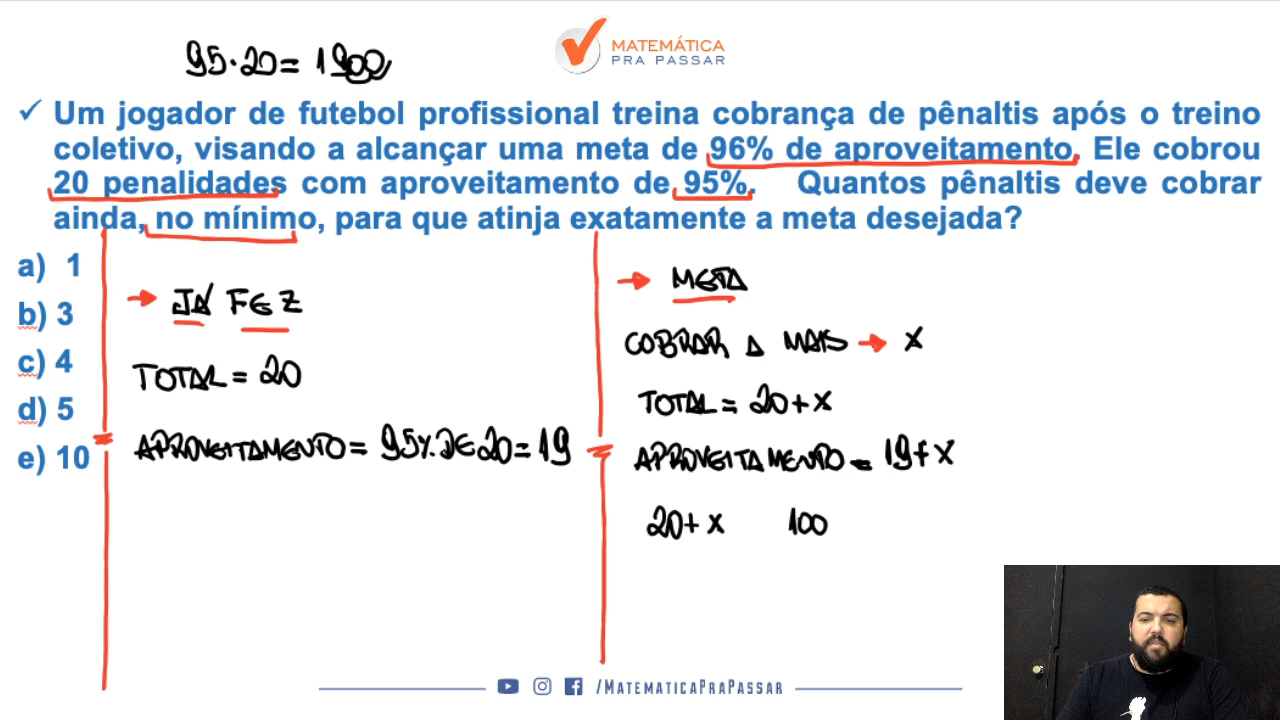 95·20=1900
MATEMÁTICA
PRA PASSAR
✓ Um jogador de futebol profissional treina cobrança de pênaltis após o treino
coletivo, visando a alcançar uma meta de 96% de aproveitamento. Ele cobrou
20 penalidades com aproveitamento de 95%. Quantos pênaltis deve cobrar
ainda, no mínimo, para que atinja exatamente a meta desejada?
a) 1
b) 3
c) 4
d) 5
e) 10
→ JÁ FEZ
TOTAL = 20
APROVEITAMENTO = 95% DE 20 = 19
→ META
COBRAR A MAIS → X
TOTAL = 20+X
APROVEITAMENTO = 19+X
20+X 100
/MATEMATICAPRAPASSAR